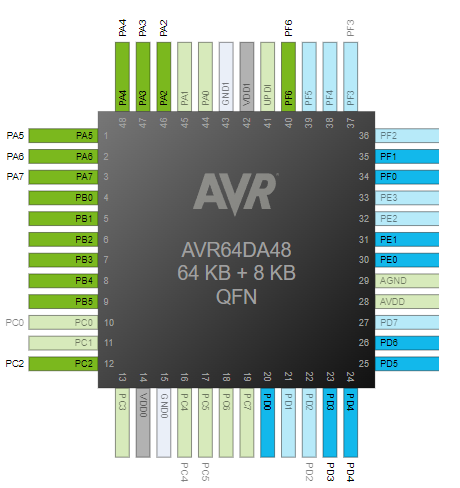 PA4 PA3 PA2 PF6 PF3
PA4 PA3 PA2 PA1 PA0 GND1 VDD1 UPDI PF6 PF5 PF4 PF3
48 47 46 45 44 43 42 41 40 39 38 37
PA5 PA5 1 36 PF2
PA6 PA6 2 35 PF1
PA7 PA7 3 34 PF0
PB0 4 33 PE3
PB1 5 32 PE2
PB2 6 31 PE1
PB3 7 30 PE0
PB4 8 29 AGND
PB5 9 28 AVDD
PC0 PC0 10 27 PD7
PC1 11 26 PD6
PC2 PC2 12 25 PD5
AVR
AVR64DA48
64 KB + 8 KB
QFN
13 14 15 16 17 18 19 20 21 22 23 24
PC3 VDD0 GND0 PC4 PC5 PC6 PC7 PD0 PD1 PD2 PD3 PD4
PC4 PC5 PD2 PD3 PD4